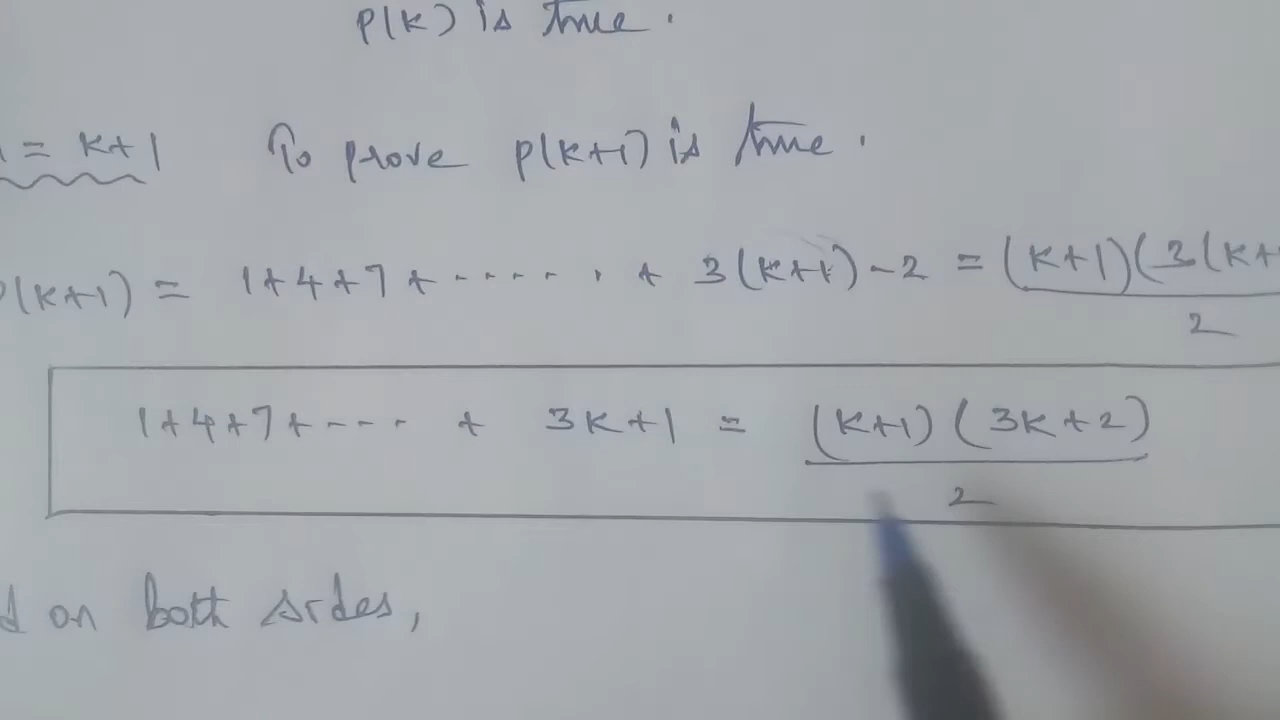 P(k) is true.
= k+1 To prove P(k+1) is true.
P(k+1) = 1+4+7+ ...... + 3(k+1)-2 = (k+1)(3(k+
2
1+4+7+ .... + 3k+1 = (k+1)(3k+2)
2
on both sides,